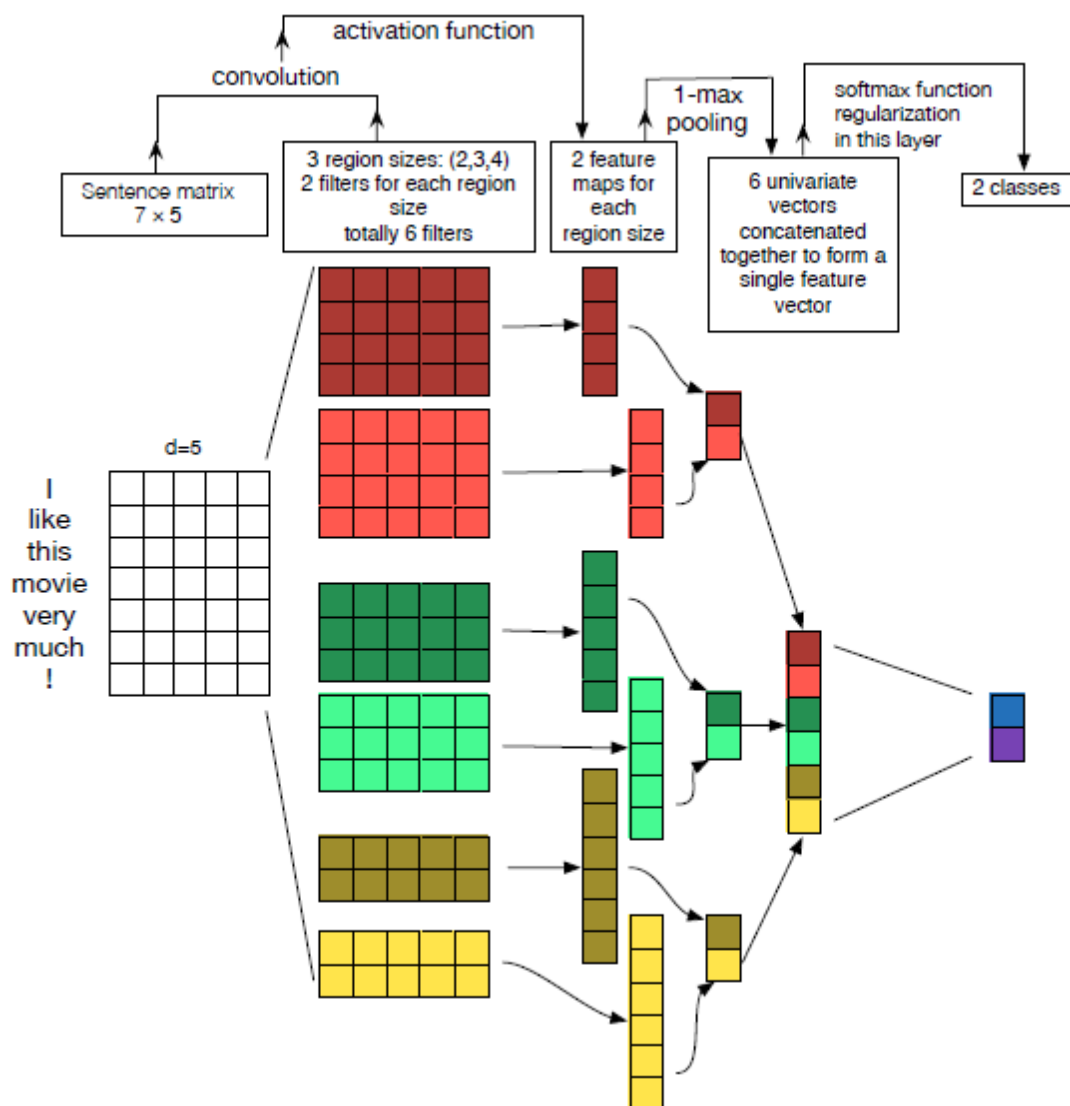 activation function
convolution
1-max
pooling
softmax function
regularization
in this layer
Sentence matrix
7 × 5
3 region sizes: (2,3,4)
2 filters for each region
size
totally 6 filters
2 feature
maps for
each
region size
6 univariate
vectors
concatenated
together to form a
single feature
vector
2 classes
d=5
I
like
this
movie
very
much
!